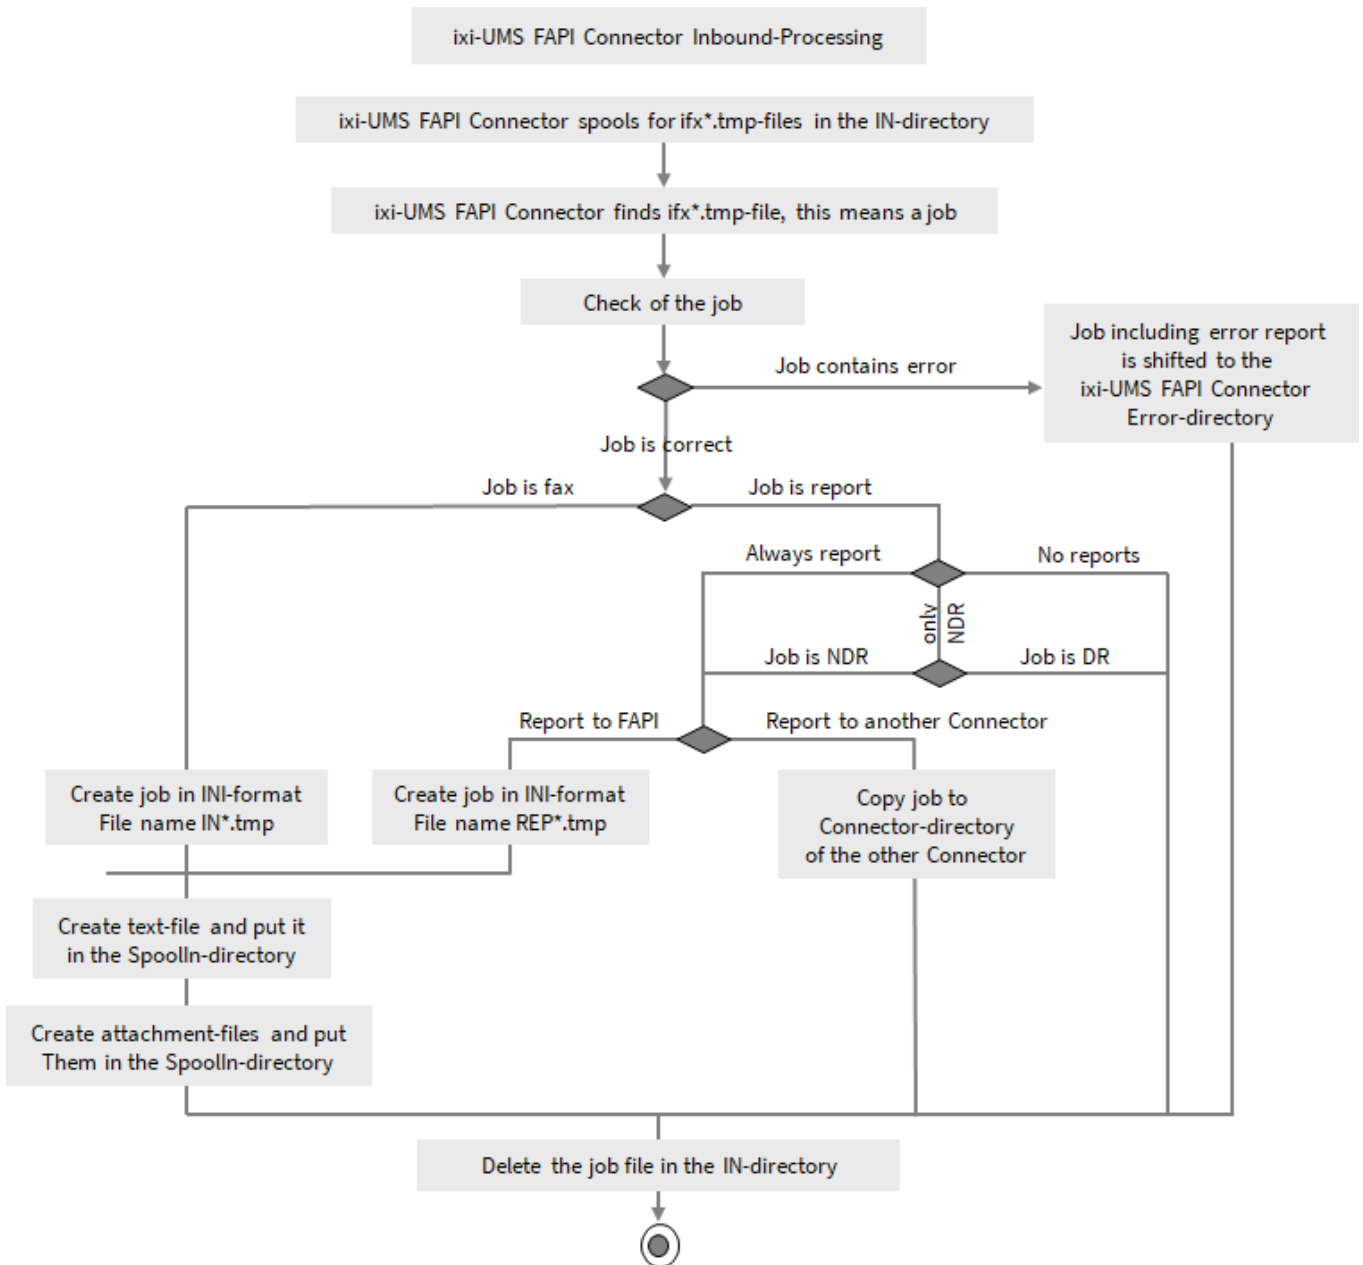 ixi-UMS FAPI Connector Inbound-Processing
ixi-UMS FAPI Connector spools for ifx*.tmp-files in the IN-directory
ixi-UMS FAPI Connector finds ifx*.tmp-file, this means a job
Check of the job
Job contains error
Job including error report
is shifted to the
ixi-UMS FAPI Connector
Error-directory
Job is correct
Job is fax
Job is report
Always report
No reports
only
NDR
Job is NDR
Job is DR
Report to FAPI
Report to another Connector
Create job in INI-format
File name IN*.tmp
Create job in INI-format
File name REP*.tmp
Copy job to
Connector-directory
of the other Connector
Create text-file and put it
in the SpoolIn-directory
Create attachment-files and put
Them in the SpoolIn-directory
Delete the job file in the IN-directory